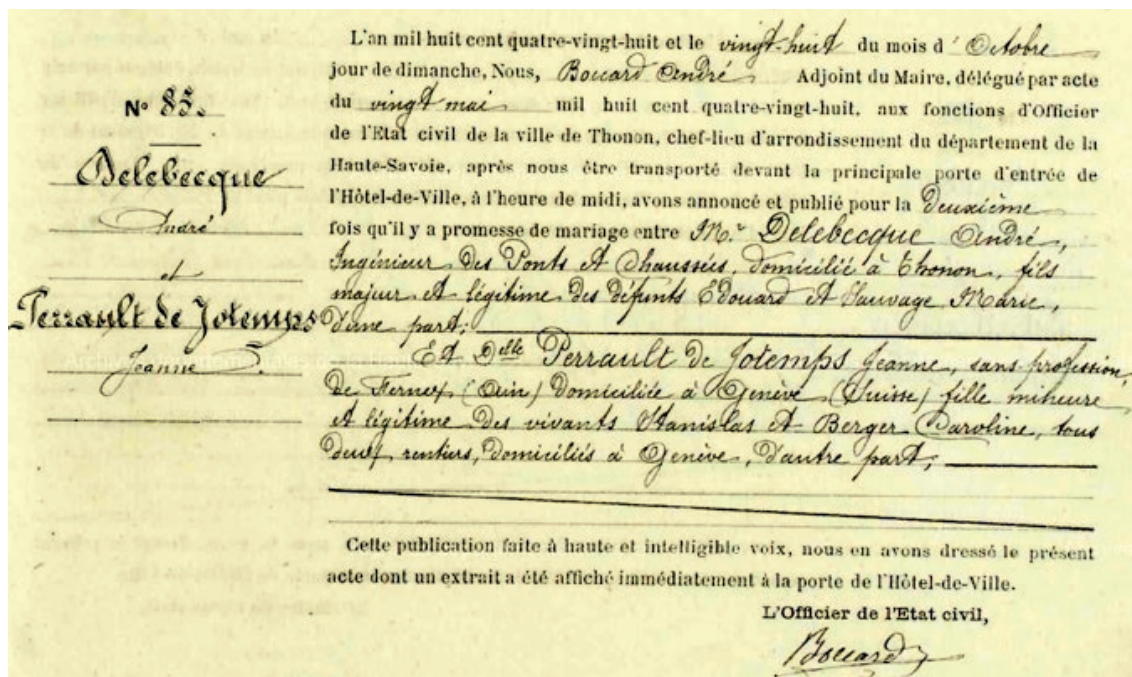 N° 85.
Delebecque
André
et
Perrault de Jotemps
Jeanne
L'an mil huit cent quatre-vingt-huit et le vingt-huit du mois d' Octobre
jour de dimanche, Nous, Boccard André Adjoint du Maire, délégué par acte
du vingt mai mil huit cent quatre-vingt-huit, aux fonctions d'Officier
de l'Etat civil de la ville de Thonon, chef-lieu d'arrondissement du département de la
Haute-Savoie, après nous être transporté devant la principale porte d'entrée de
l'Hôtel-de-Ville, à l'heure de midi, avons annoncé et publié pour la Deuxième
fois qu'il y a promesse de mariage entre Mr. Delebecque André,
Ingénieur des Ponts et Chaussées, domicilié à Thonon, fils
majeur et légitime des défunts Edouard et Sauvage Marie,
d'une part;
Et Delle Perrault de Jotemps Jeanne, sans profession,
de Fernex (Ain) domiciliée à Genève (Suisse) fille mineure
et légitime des vivants Stanislas et Berger Caroline, tous
deux rentiers, domiciliés à Genève, d'autre part;
Cette publication faite à haute et intelligible voix, nous en avons dressé le présent
acte dont un extrait a été affiché immédiatement à la porte de l'Hôtel-de-Ville.
L'Officier de l'Etat civil,
Boccard